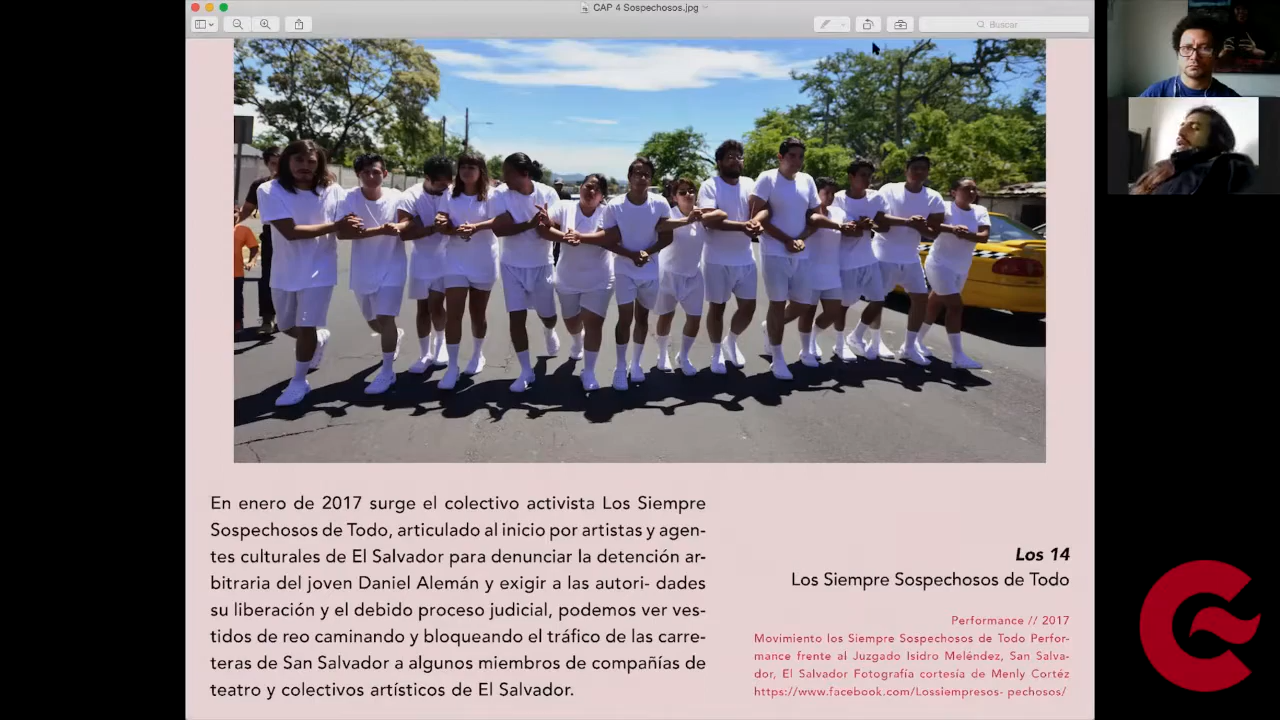 CAP 4 Sospechosos.jpg
Buscar
En enero de 2017 surge el colectivo activista Los Siempre
Sospechosos de Todo, articulado al inicio por artistas y agen-
tes culturales de El Salvador para denunciar la detención ar-
bitraria del joven Daniel Alemán y exigir a las autori- dades
su liberación y el debido proceso judicial, podemos ver ves-
tidos de reo caminando y bloqueando el tráfico de las carre-
teras de San Salvador a algunos miembros de compañías de
teatro y colectivos artísticos de El Salvador.
Los 14
Los Siempre Sospechosos de Todo
Performance // 2017
Movimiento los Siempre Sospechosos de Todo Perfor-
mance frente al Juzgado Isidro Meléndez, San Salva-
dor, El Salvador Fotografía cortesía de Menly Cortéz
https://www.facebook.com/Lossiempresos- pechosos/